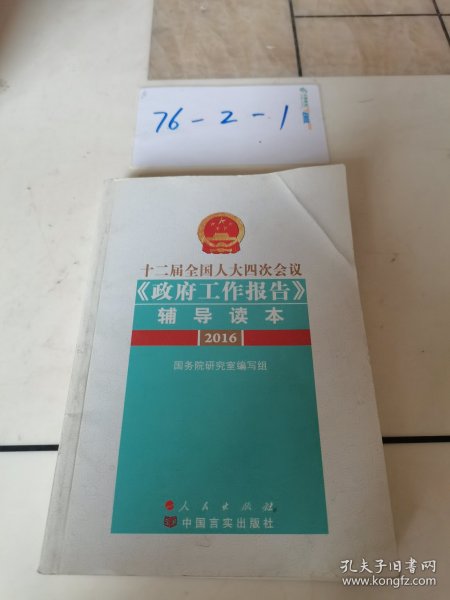 76-2-1
十二届全国人大四次会议
《政府工作报告》
辅导读本
2016
国务院研究室编写组
人民出版社
中国言实出版社
孔夫子旧书网
www.kongfz.com